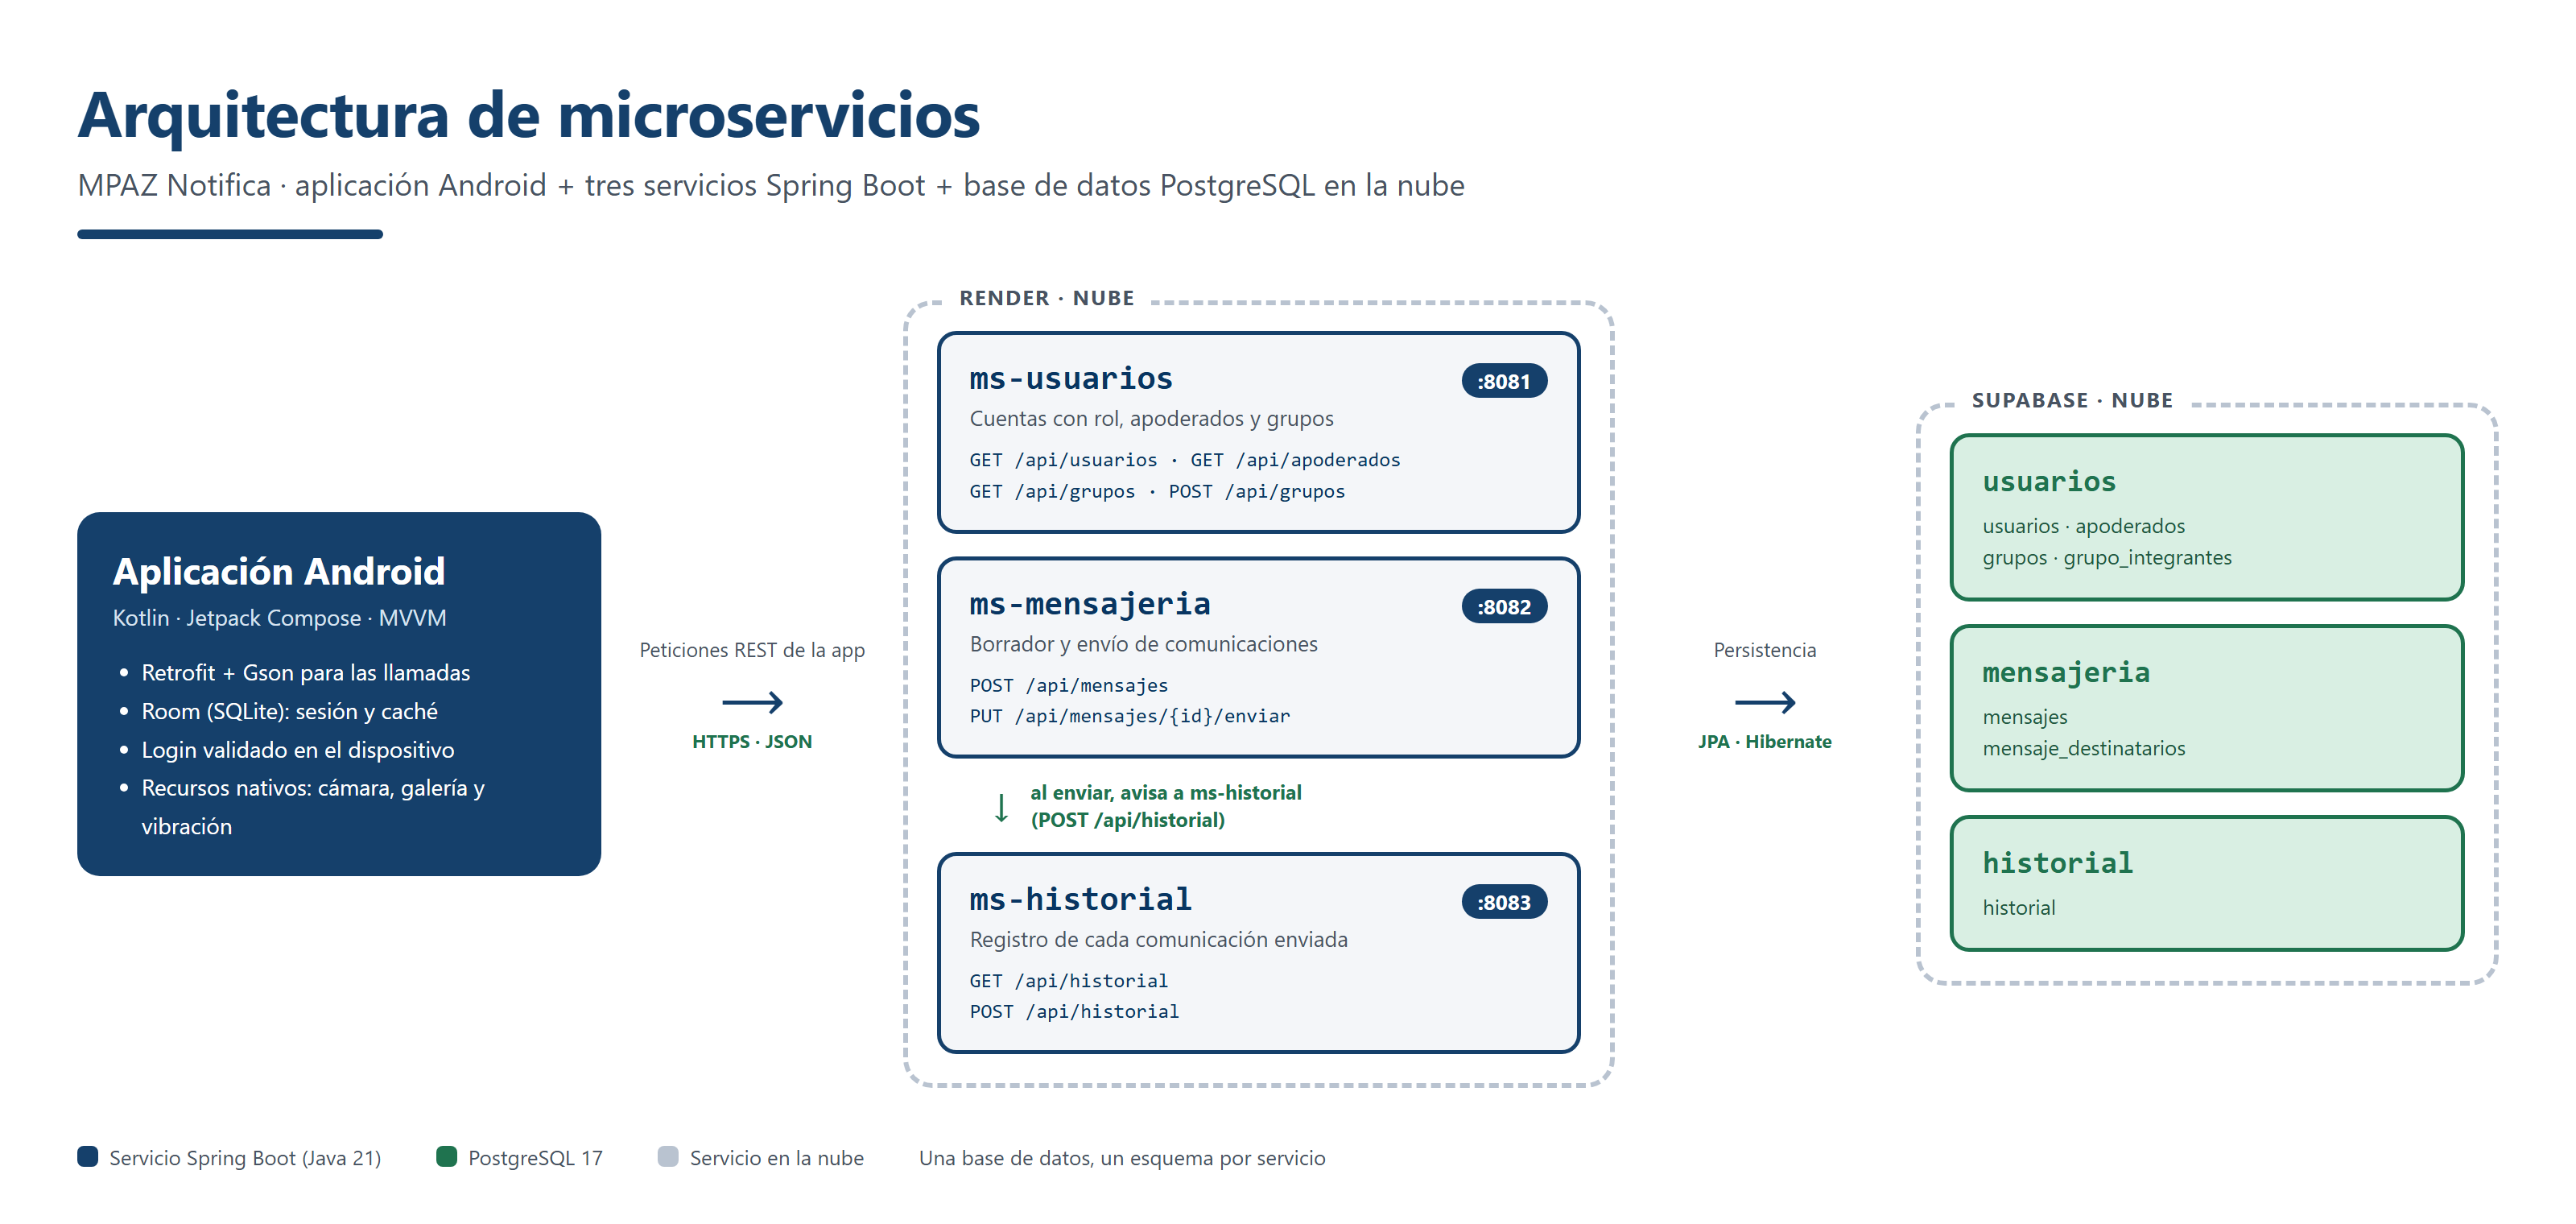 Arquitectura de microservicios
MPAZ Notifica · aplicación Android + tres servicios Spring Boot + base de datos PostgreSQL en la nube
Aplicación Android
Kotlin · Jetpack Compose · MVVM
• Retrofit + Gson para las llamadas
• Room (SQLite): sesión y caché
• Login validado en el dispositivo
• Recursos nativos: cámara, galería y
vibración
Peticiones REST de la app
→
HTTPS · JSON
RENDER · NUBE
ms-usuarios
:8081
Cuentas con rol, apoderados y grupos
GET /api/usuarios · GET /api/apoderados
GET /api/grupos · POST /api/grupos
ms-mensajeria
:8082
Borrador y envío de comunicaciones
POST /api/mensajes
PUT /api/mensajes/{id}/enviar
↓ al enviar, avisa a ms-historial
(POST /api/historial)
ms-historial
:8083
Registro de cada comunicación enviada
GET /api/historial
POST /api/historial
Persistencia
→
JPA · Hibernate
SUPABASE · NUBE
usuarios
usuarios · apoderados
grupos · grupo_integrantes
mensajeria
mensajes
mensaje_destinatarios
historial
historial
Servicio Spring Boot (Java 21)
PostgreSQL 17
Servicio en la nube
Una base de datos, un esquema por servicio